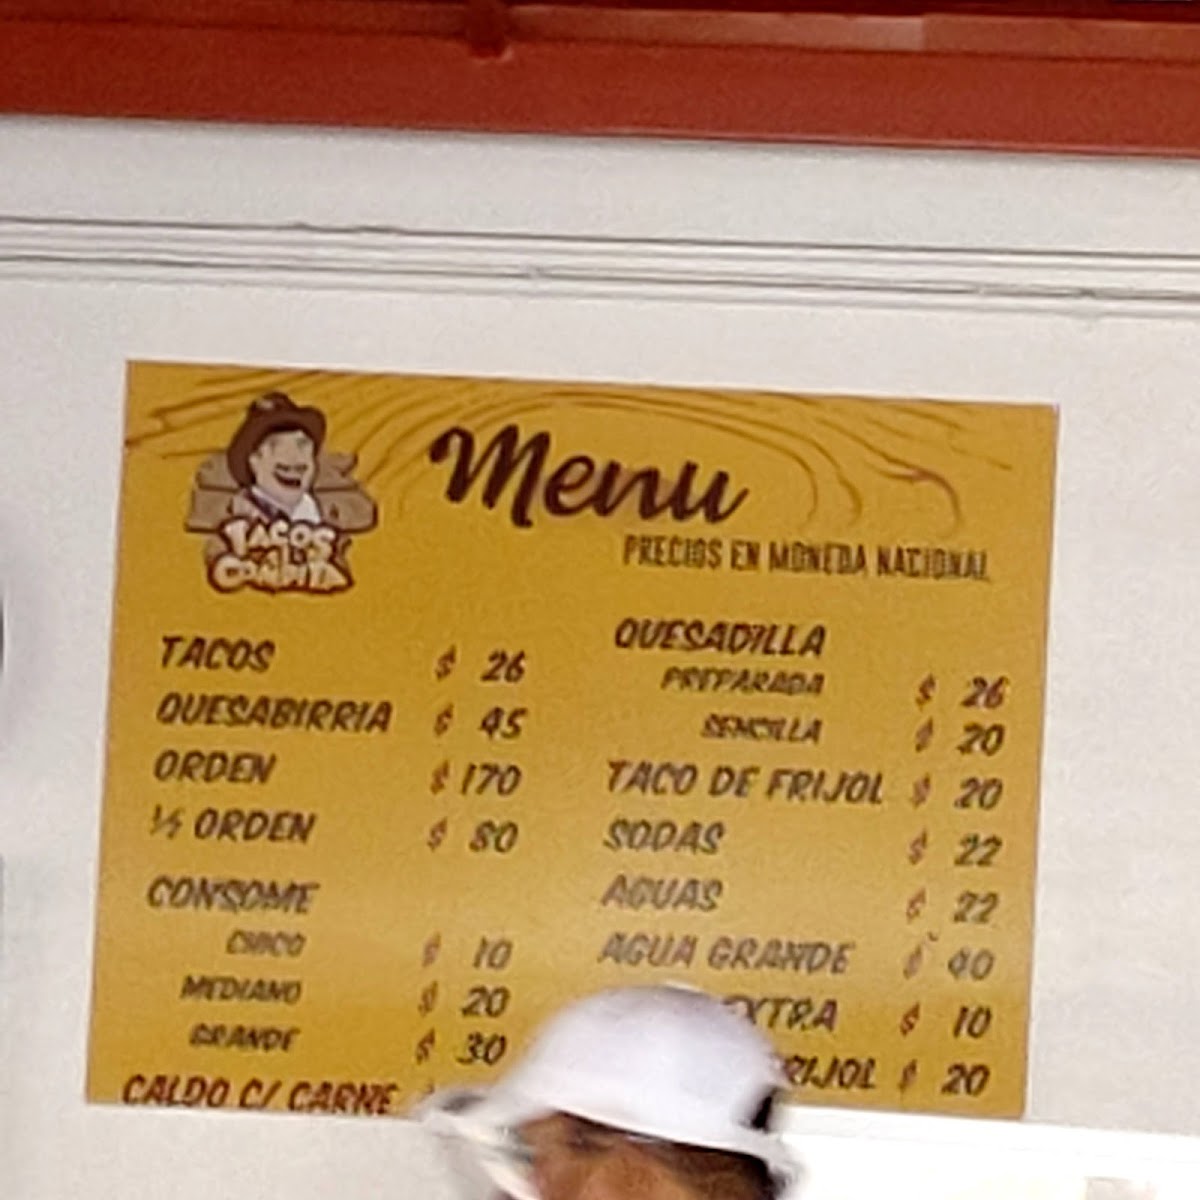 TACOS
Menu
PRECIOS EN MONEDA NACIONAL
TACOS $ 26
QUESABIRRIA $ 45
ORDEN $ 170
½ ORDEN $ 80
CONSOME
CHICO $ 10
MEDIANO $ 20
GRANDE $ 30
CALDO C/ CARNE
QUESADILLA
PREPARADA $ 26
SENCILLA $ 20
TACO DE FRIJOL $ 20
SODAS $ 22
AGUAS $ 22
AGUA GRANDE $ 40
EXTRA $ 10
$ 20